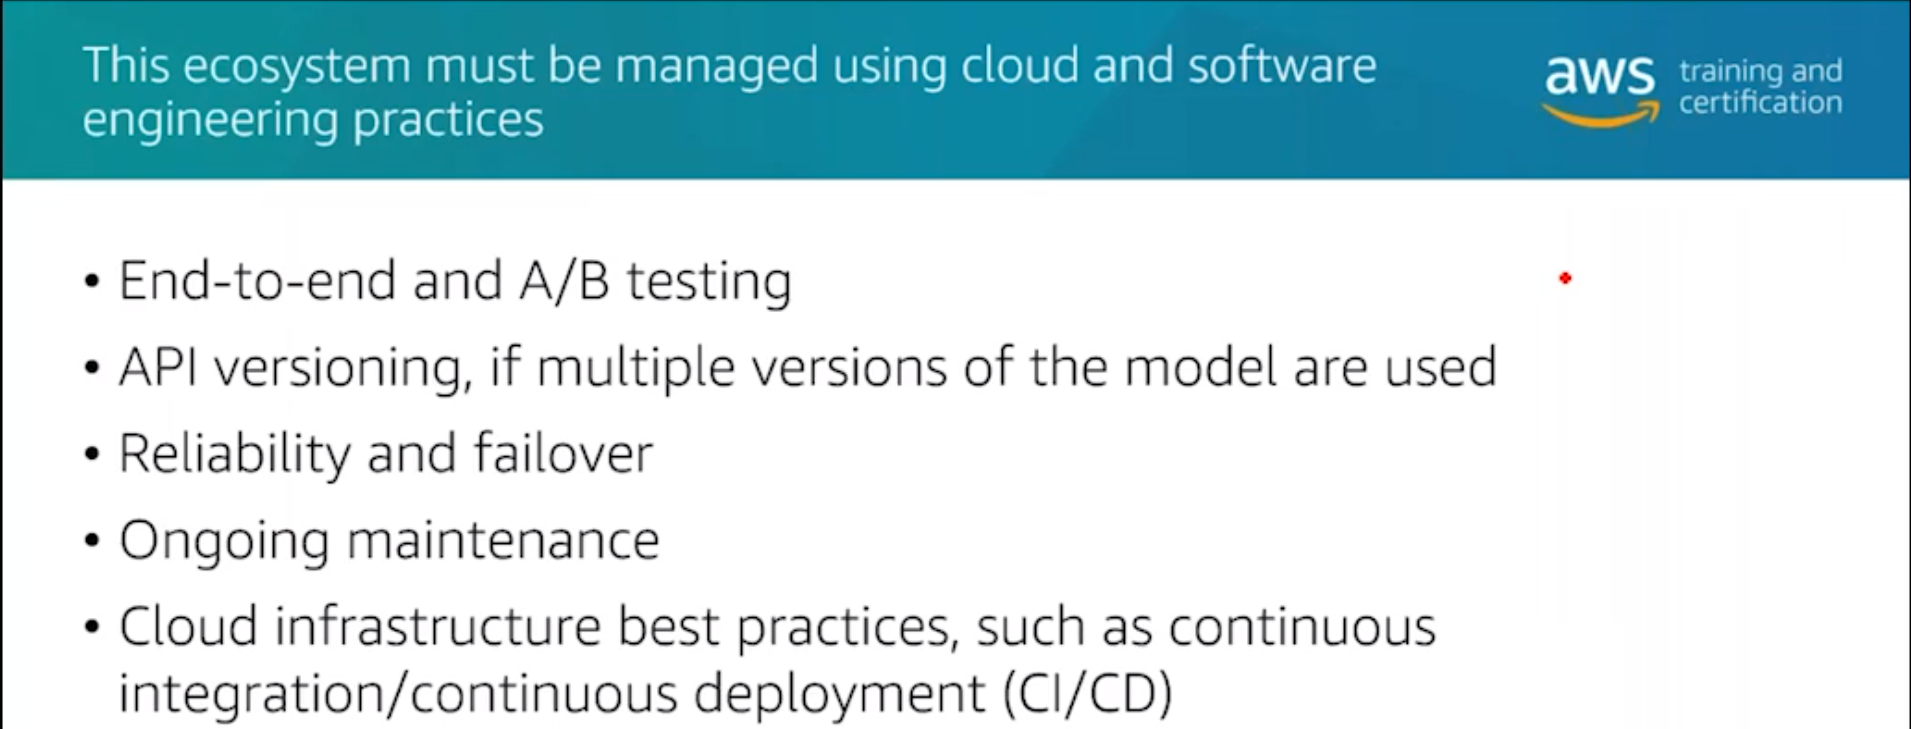 This ecosystem must be managed using cloud and software
engineering practices
aws training and
certification
• End-to-end and A/B testing
• API versioning, if multiple versions of the model are used
• Reliability and failover
• Ongoing maintenance
• Cloud infrastructure best practices, such as continuous
integration/continuous deployment (CI/CD)